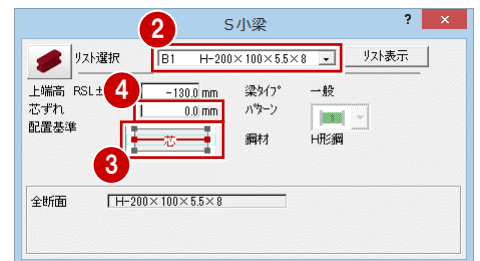 S小梁
?
×
2
リスト選択
B1 H-200×100×5.5×8
リスト表示
上端高 RSL±
4
-130.0 mm
梁タイプ 一般
芯ずれ
0.0 mm
パターン
1
配置基準
芯
鋼材 H形鋼
3
全断面
H-200×100×5.5×8